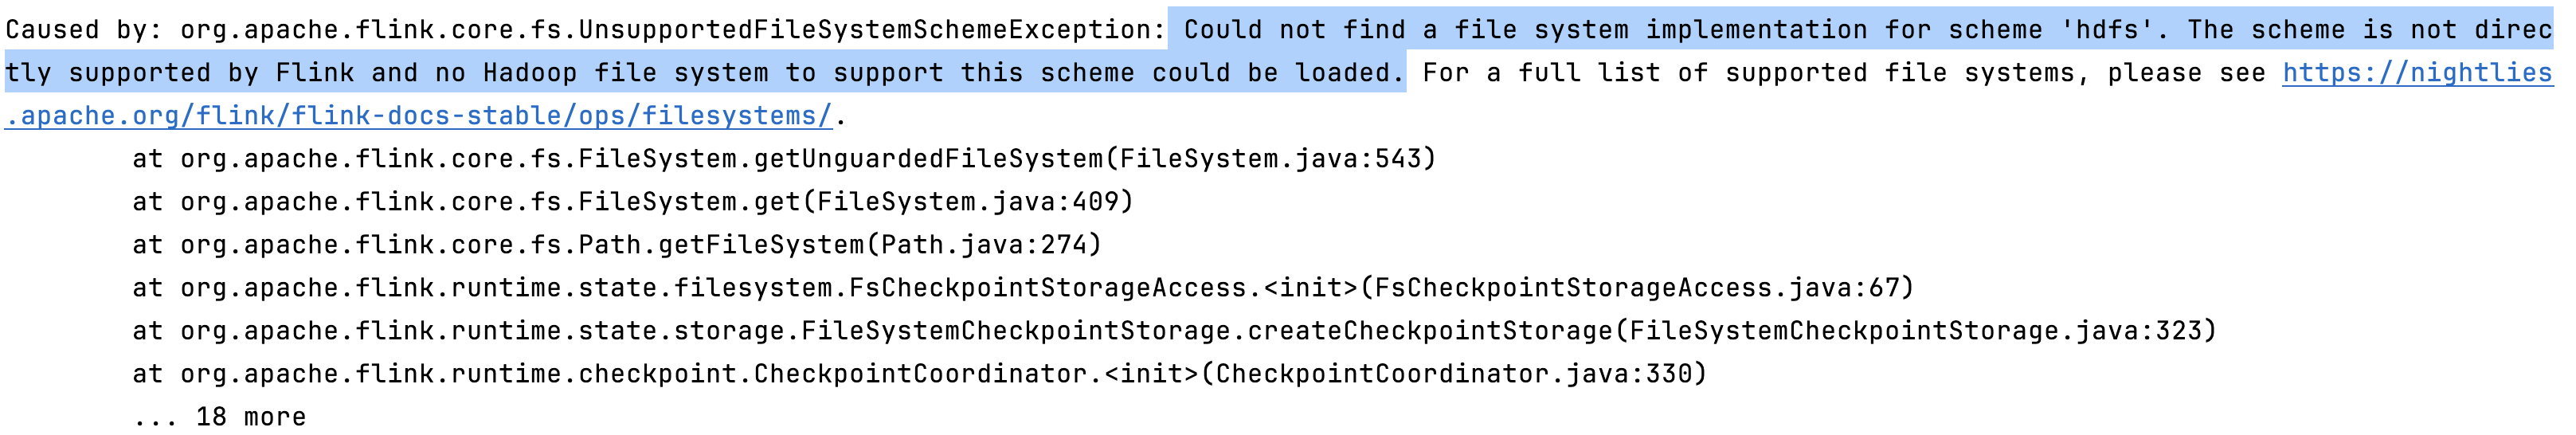 Caused by: org.apache.flink.core.fs.UnsupportedFileSystemSchemeException: Could not find a file system implementation for scheme 'hdfs'. The scheme is not direc
tly supported by Flink and no Hadoop file system to support this scheme could be loaded. For a full list of supported file systems, please see https://nightlies
.apache.org/flink/flink-docs-stable/ops/filesystems/.
	at org.apache.flink.core.fs.FileSystem.getUnguardedFileSystem(FileSystem.java:543)
	at org.apache.flink.core.fs.FileSystem.get(FileSystem.java:409)
	at org.apache.flink.core.fs.Path.getFileSystem(Path.java:274)
	at org.apache.flink.runtime.state.filesystem.FsCheckpointStorageAccess.<init>(FsCheckpointStorageAccess.java:67)
	at org.apache.flink.runtime.state.storage.FileSystemCheckpointStorage.createCheckpointStorage(FileSystemCheckpointStorage.java:323)
	at org.apache.flink.runtime.checkpoint.CheckpointCoordinator.<init>(CheckpointCoordinator.java:330)
	... 18 more